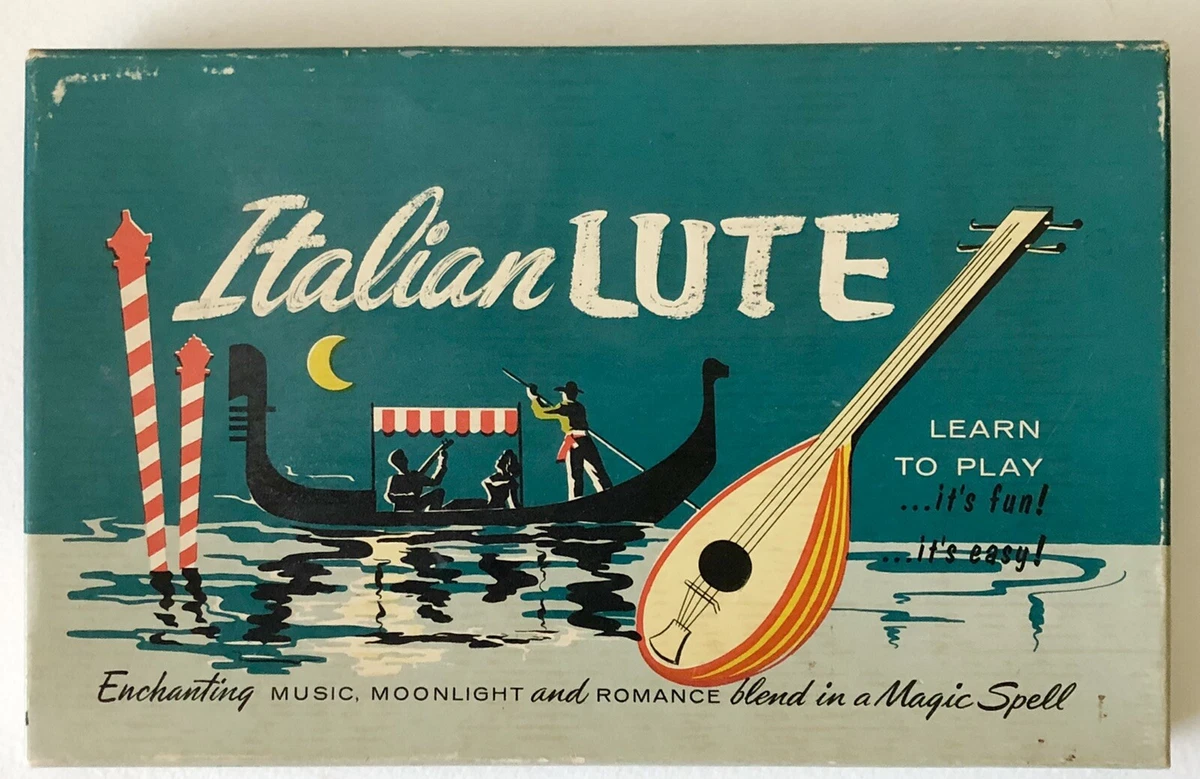 Italian LUTE
LEARN
TO PLAY
...it's fun!
...it's easy!
Enchanting MUSIC, MOONLIGHT and ROMANCE blend in a Magic Spell